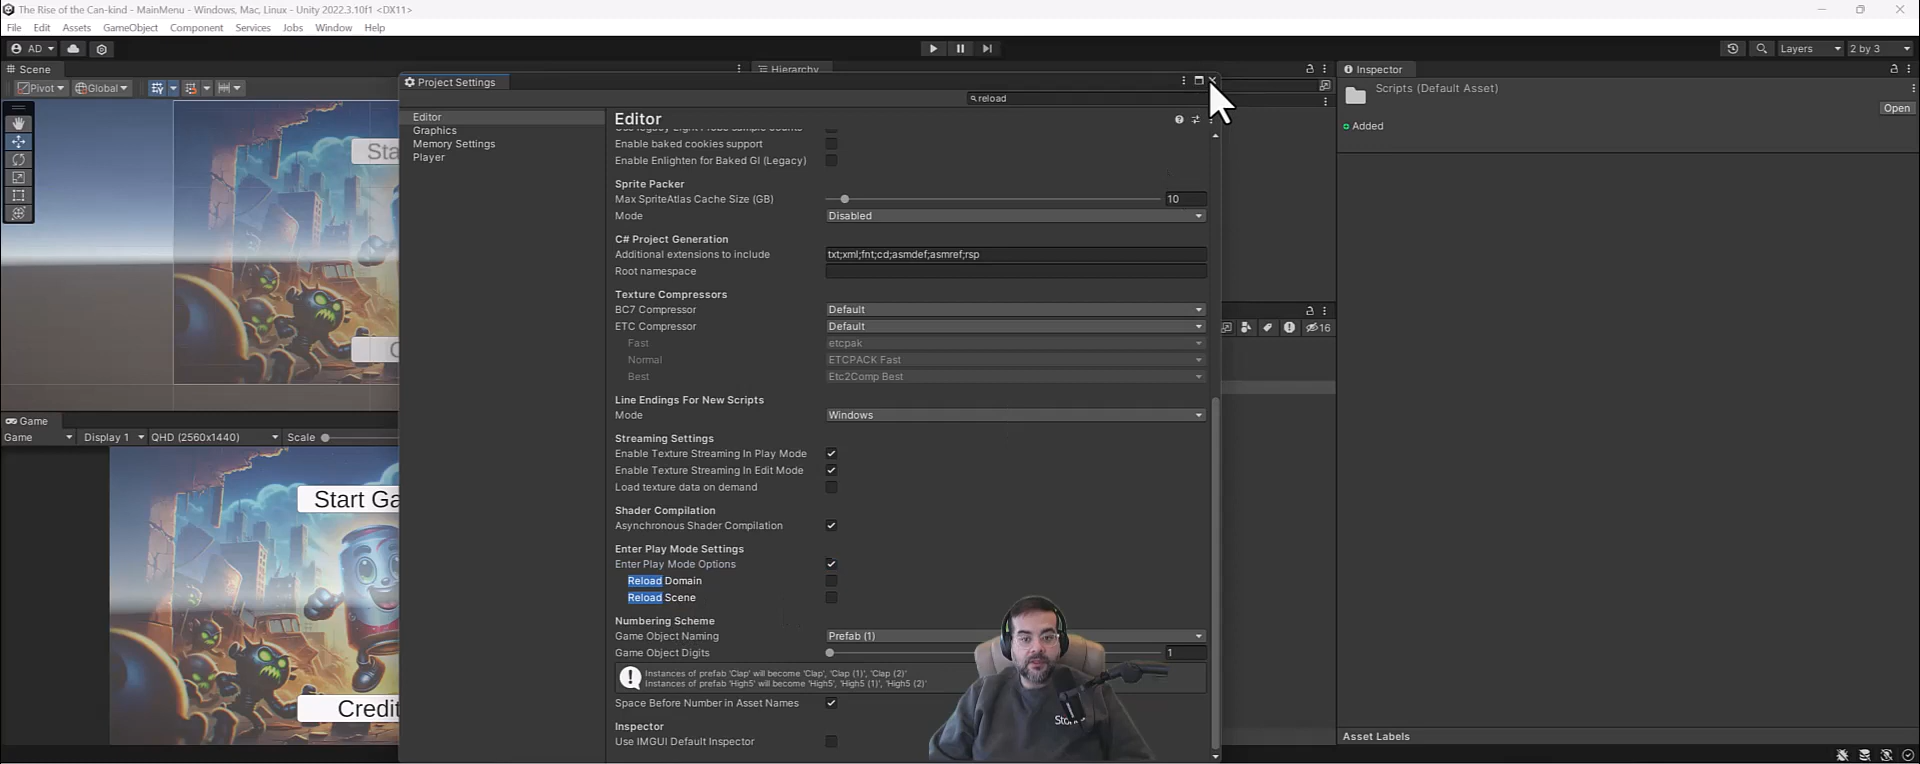 The Rise of the Can-kind - MainMenu - Windows, Mac, Linux - Unity 2022.3.10f1 <DX11>
File Edit Assets GameObject Component Services Jobs Window Help
AD
Layers 2 by 3
Scene
Hierarchy
Inspector
Pivot Global
Project Settings
reload
Scripts (Default Asset)
Open
Added
Editor
Graphics
Memory Settings
Player
Editor
Enable baked cookies support
Enable Enlighten for Baked GI (Legacy)
Sprite Packer
Max SpriteAtlas Cache Size (GB) 10
Mode Disabled
C# Project Generation
Additional extensions to include txt;xml;fnt;cd;asmdef;asmref;rsp
Root namespace
Texture Compressors
BC7 Compressor Default
ETC Compressor Default
Fast etcpak
Normal ETCPACK Fast
Best Etc2Comp Best
16
Line Endings For New Scripts
Mode Windows
Streaming Settings
Enable Texture Streaming In Play Mode
Enable Texture Streaming In Edit Mode
Load texture data on demand
Shader Compilation
Asynchronous Shader Compilation
Enter Play Mode Settings
Enter Play Mode Options
Reload Domain
Reload Scene
Numbering Scheme
Game Object Naming Prefab (1)
Game Object Digits 1
Instances of prefab 'Clap' will become 'Clap', 'Clap (1)', 'Clap (2)'
Instances of prefab 'High5' will become 'High5', 'High5 (1)', 'High5 (2)'
Space Before Number in Asset Names
Inspector
Use IMGUI Default Inspector
Sta
C
Game
Game Display 1 QHD (2560x1440) Scale
Start Ga
Credit
Asset Labels